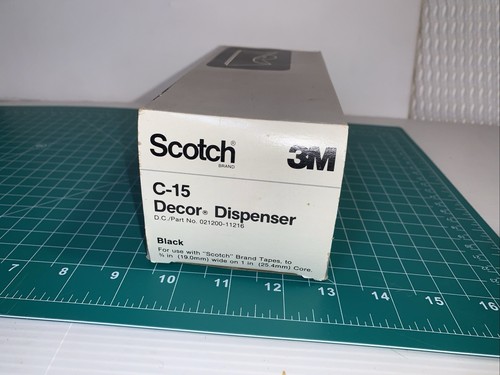 Scotch® 3M
BRAND
C-15
Decor® Dispenser
D.C./Part No. 021200-11216
Black
For use with "Scotch" Brand Tapes, to
¾ in (19.0mm) wide on 1 in (25.4mm) Core.
7 8 9 10 11 12 13 14 15 16